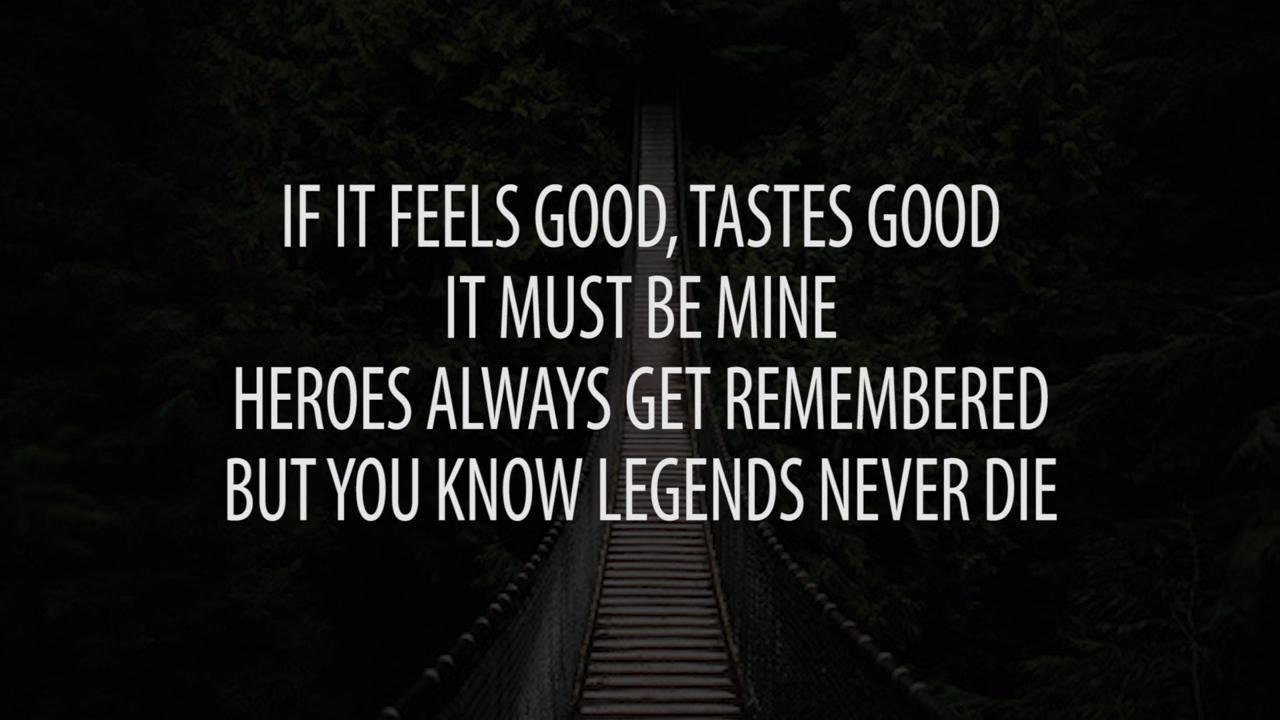 IF IT FEELS GOOD, TASTES GOOD
IT MUST BE MINE
HEROES ALWAYS GET REMEMBERED
BUT YOU KNOW LEGENDS NEVER DIE